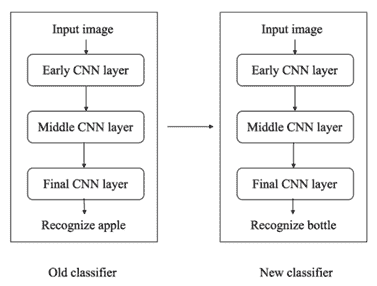 Input image
Early CNN layer
Middle CNN layer
Final CNN layer
Recognize apple
Old classifier
Input image
Early CNN layer
Middle CNN layer
Final CNN layer
Recognize bottle
New classifier